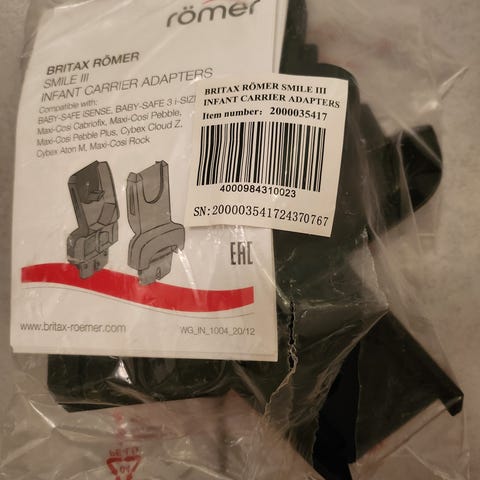 römer
BRITAX RÖMER
SMILE III
INFANT CARRIER ADAPTERS
Compatible with:
BABY-SAFE iSENSE, BABY-SAFE 3 i-SIZE
Maxi-Cosi Cabriofix, Maxi-Cosi Pebble,
Maxi-Cosi Pebble Plus, Cybex Cloud Z,
Cybex Aton M, Maxi-Cosi Rock
BRITAX RÖMER SMILE III
INFANT CARRIER ADAPTERS
Item number: 2000035417
4000984310023
SN:200003541724370767
EAC
www.britax-roemer.com
WG_IN_1004_20/12